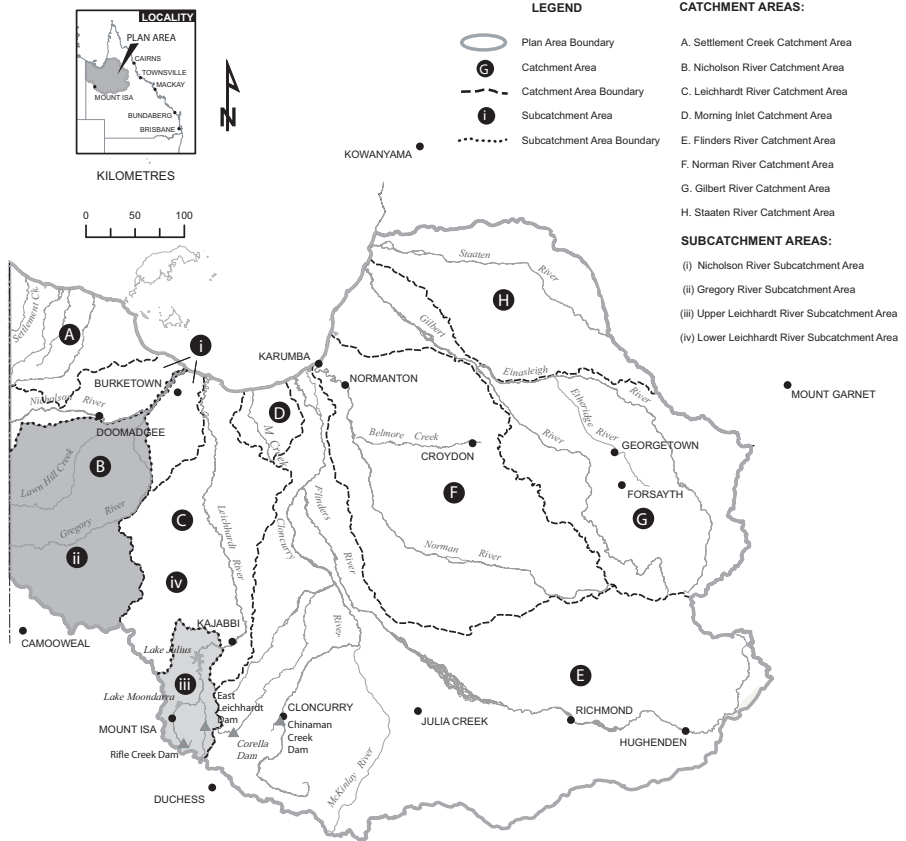 LOCALITY
PLAN AREA
CAIRNS
TOWNSVILLE
MACKAY
MOUNT ISA
BUNDABERG
BRISBANE
N
KILOMETRES
0 50 100
LEGEND
Plan Area Boundary
G Catchment Area
Catchment Area Boundary
i Subcatchment Area
Subcatchment Area Boundary
CATCHMENT AREAS:
A. Settlement Creek Catchment Area
B. Nicholson River Catchment Area
C. Leichhardt River Catchment Area
D. Morning Inlet Catchment Area
E. Flinders River Catchment Area
F. Norman River Catchment Area
G. Gilbert River Catchment Area
H. Staaten River Catchment Area
SUBCATCHMENT AREAS:
(i) Nicholson River Subcatchment Area
(ii) Gregory River Subcatchment Area
(iii) Upper Leichhardt River Subcatchment Area
(iv) Lower Leichhardt River Subcatchment Area
KOWANYAMA
Staaten River
H
Settlement Ck
A
i
Gilbert
River
KARUMBA
NORMANTON
Einasleigh
River
MOUNT GARNET
BURKETOWN
Nicholson River
DOOMADGEE
D
M. Creek
Etheridge River
Belmore Creek
CROYDON
GEORGETOWN
FORSAYTH
B
Lawn Hill Creek
Gregory River
C
Leichhardt
River
Cloncurry
River
Flinders
River
F
G
Norman River
ii
iv
CAMOOWEAL
KAJABBI
Lake Julius
iii
Lake Moondarra
East
Leichhardt
Dam
MOUNT ISA
Rifle Creek Dam
Corella
Dam
CLONCURRY
Chinaman
Creek
Dam
JULIA CREEK
E
RICHMOND
HUGHENDEN
McKinlay River
DUCHESS